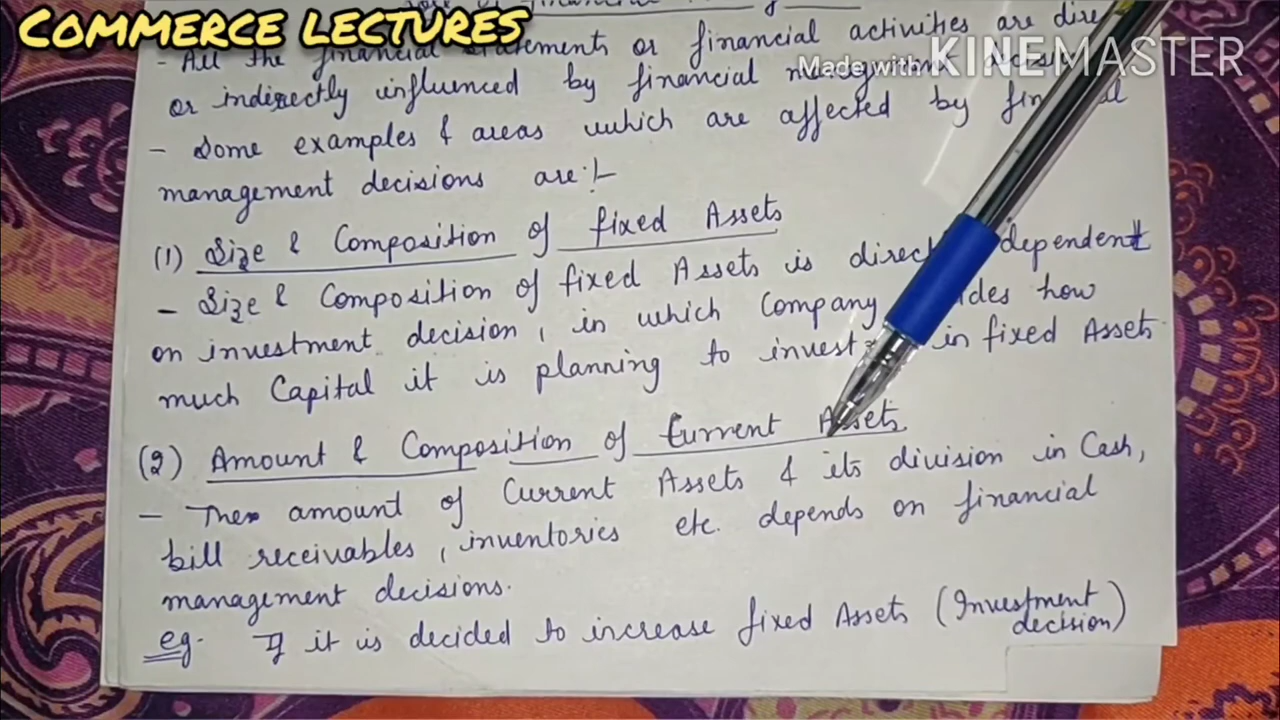 COMMERCE LECTURES
Made with KINEMASTER
- All the financial statements or financial activities are
or indirectly influenced by financial
- Some examples & areas which are affected by
management decisions are :-
(1) Size & Composition of fixed Assets
- Size & Composition of fixed Assets is dependent
on investment decision, in which Company how
much Capital it is planning to invest in fixed Assets
(2) Amount & Composition of Current Assets
- The amount of Current Assets & its division in Cash,
bill receivables, inventories etc. depends on financial
management decisions.
eg. If it is decided to increase fixed Assets (Investment
decision)